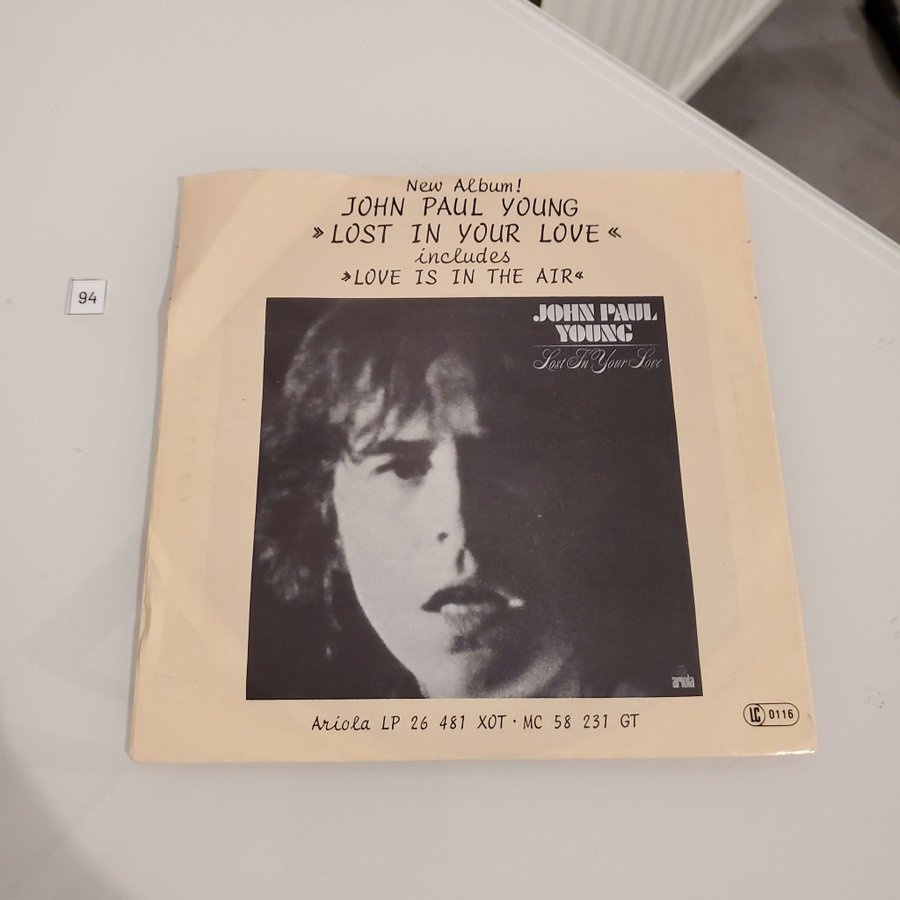 New Album!
JOHN PAUL YOUNG
»LOST IN YOUR LOVE«
includes
»LOVE IS IN THE AIR«
94
JOHN PAUL
YOUNG
Lost In Your Love
ariola
Ariola LP 26 481 XOT · MC 58 231 GT
LC 0116